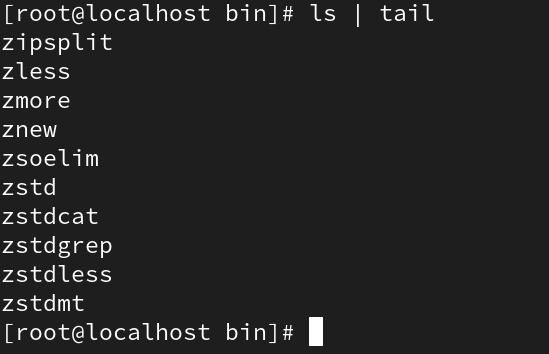 [root@localhost bin]# ls | tail
zipsplit
zless
zmore
znew
zsoelim
zstd
zstdcat
zstdgrep
zstdless
zstdmt
[root@localhost bin]#